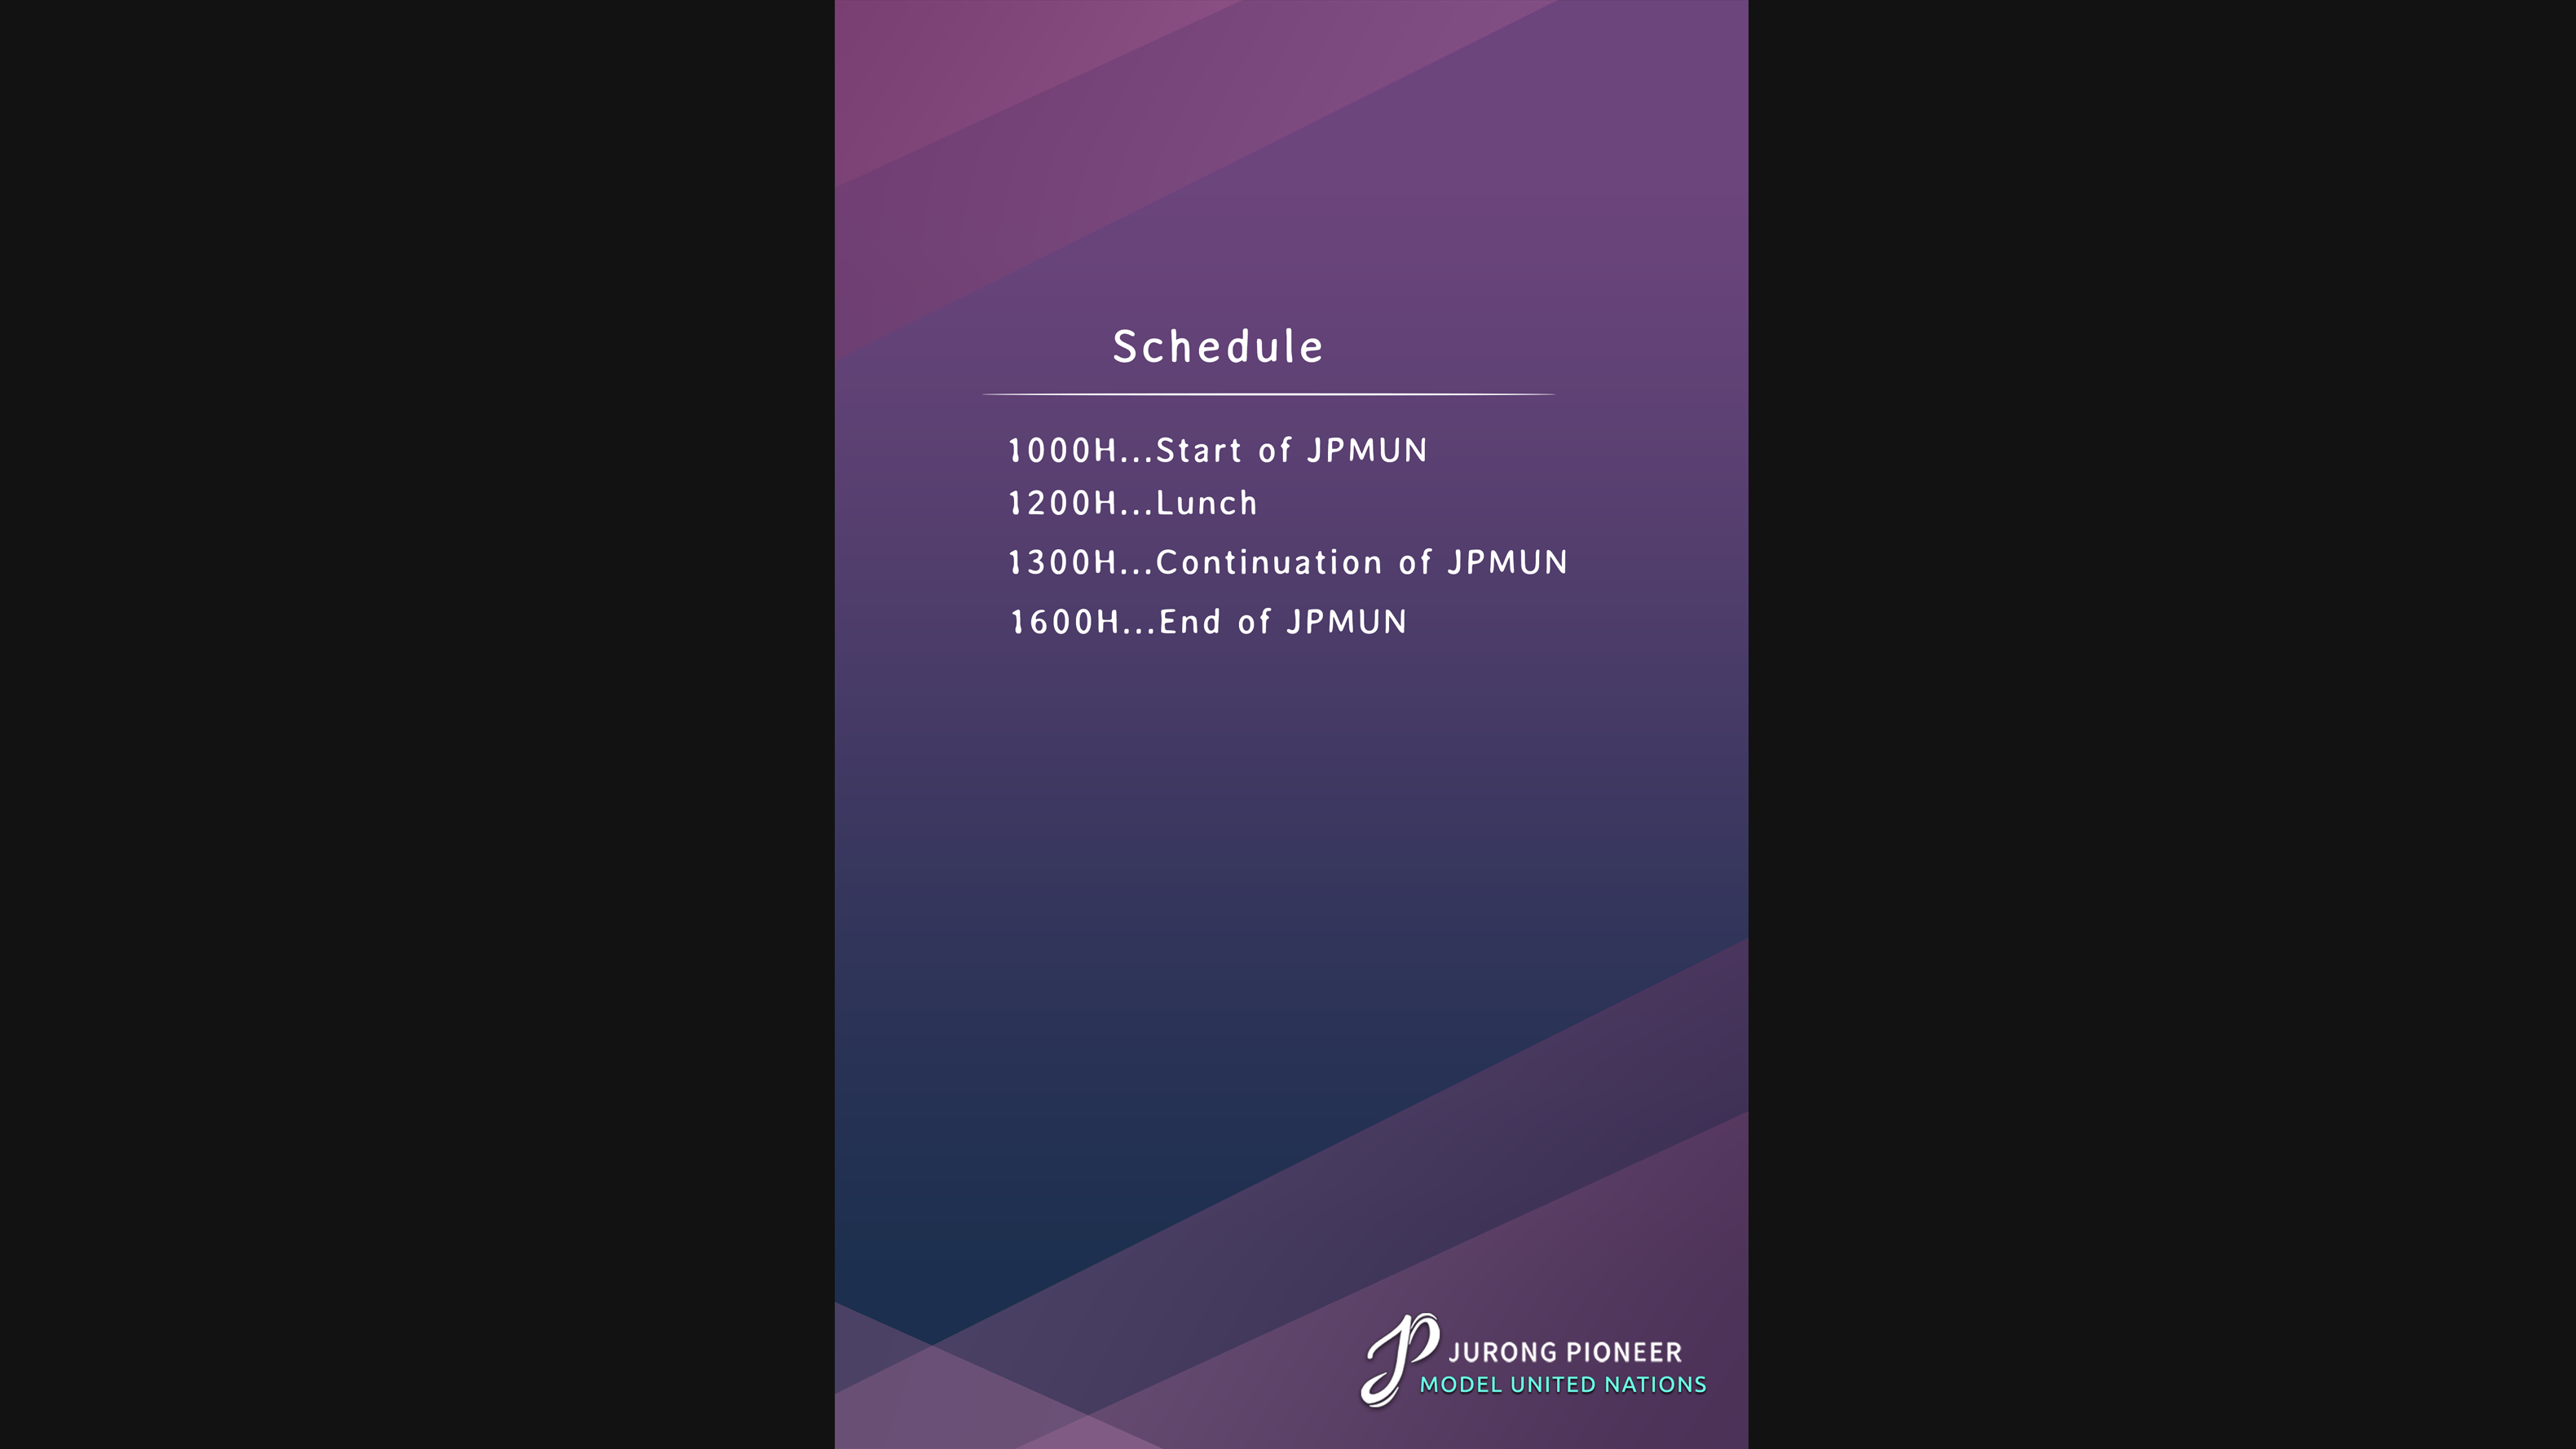 Schedule
1000H...Start of JPMUN
1200H...Lunch
1300H...Continuation of JPMUN
1600H...End of JPMUN
JP JURONG PIONEER
MODEL UNITED NATIONS